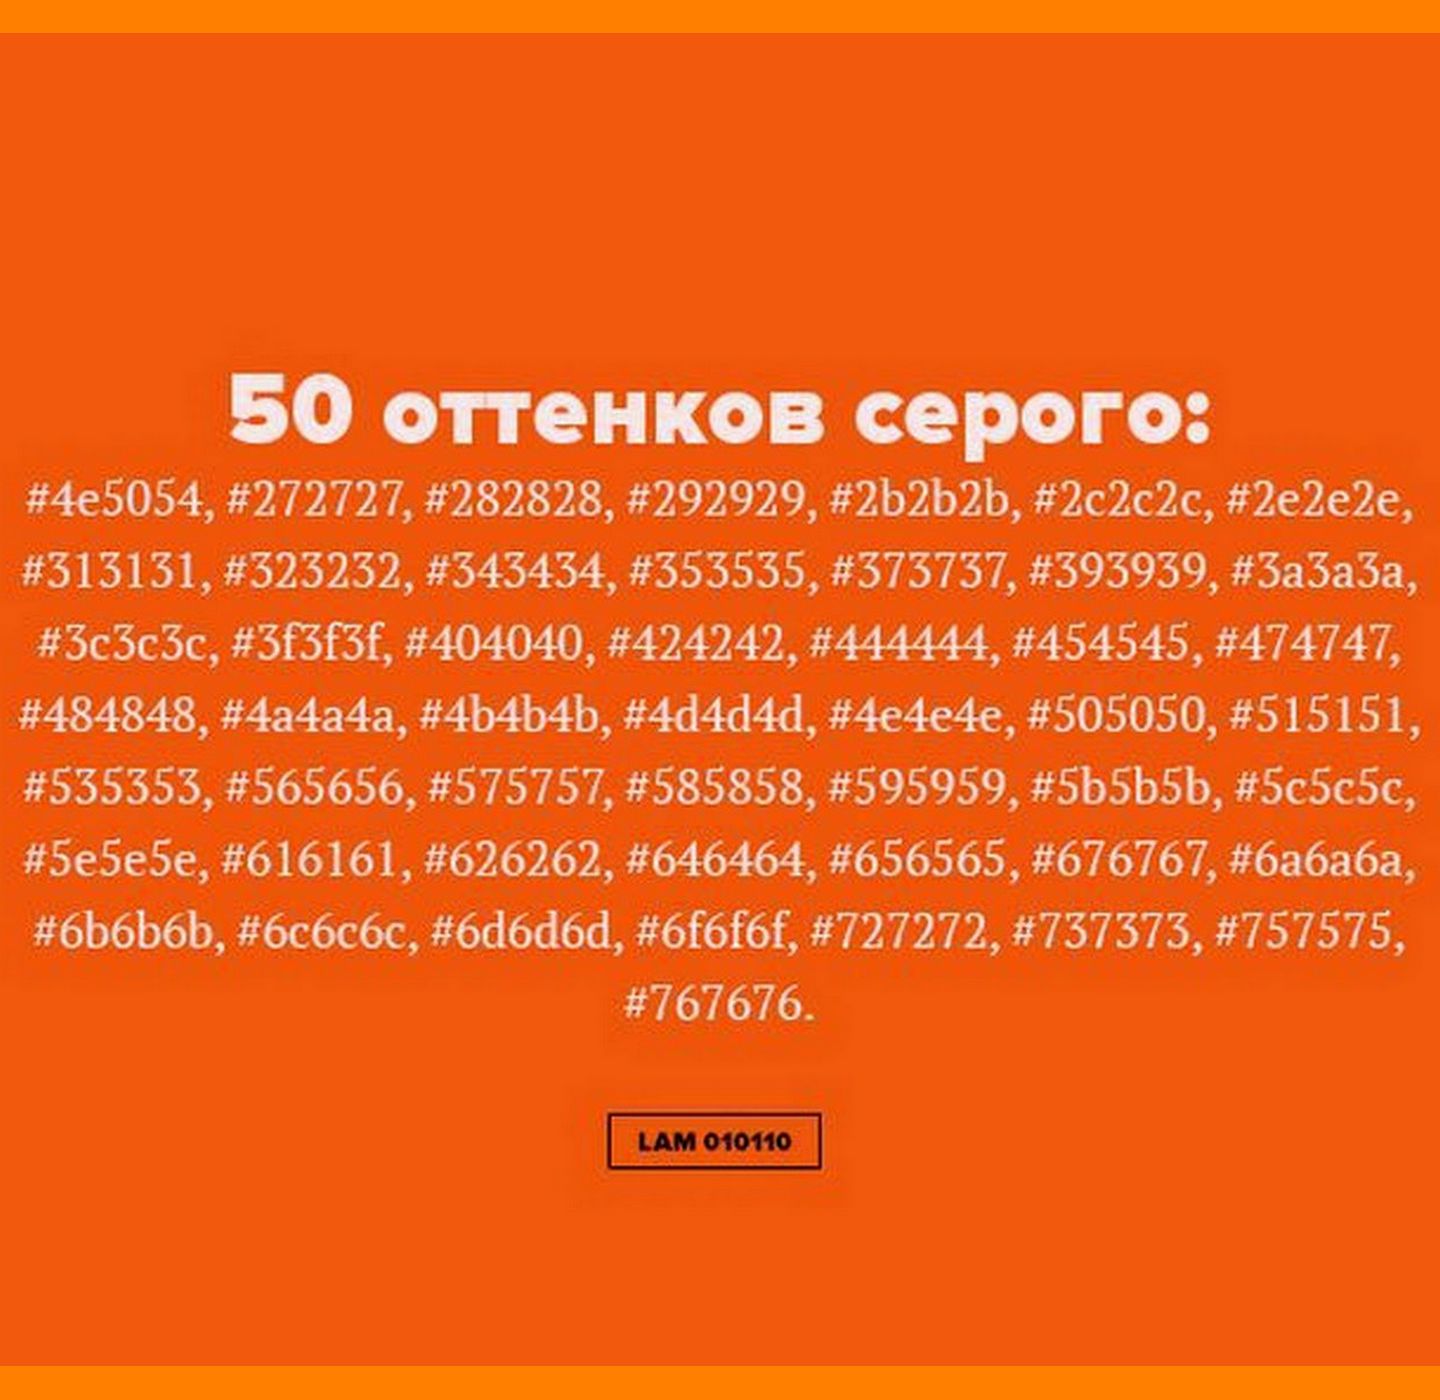 50 оттенков серого:
#4e5054, #272727, #282828, #292929, #2b2b2b, #2c2c2c, #2e2e2e,
#313131, #323232, #343434, #353535, #373737, #393939, #3a3a3a,
#3c3c3c, #3f3f3f, #404040, #424242, #444444, #454545, #474747,
#484848, #4a4a4a, #4b4b4b, #4d4d4d, #4e4e4e, #505050, #515151,
#535353, #565656, #575757, #585858, #595959, #5b5b5b, #5c5c5c,
#5e5e5e, #616161, #626262, #646464, #656565, #676767, #6a6a6a,
#6b6b6b, #6c6c6c, #6d6d6d, #6f6f6f, #727272, #737373, #757575,
#767676.
LAM 010110